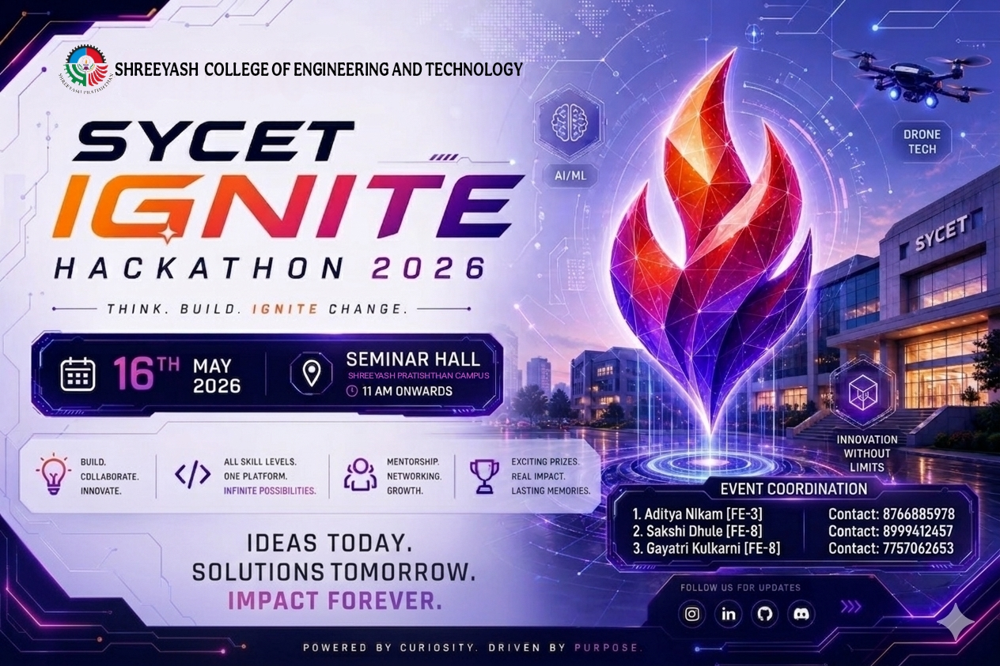 SHREEYASH COLLEGE OF ENGINEERING AND TECHNOLOGY
SHREEYASH PRATISHTHAN
SYCET
IGNITE
HACKATHON 2026
THINK. BUILD. IGNITE CHANGE.
16TH MAY
2026
SEMINAR HALL
SHREEYASH PRATISHTHAN CAMPUS
11 AM ONWARDS
BUILD.
COLLABORATE.
INNOVATE.
ALL SKILL LEVELS.
ONE PLATFORM.
INFINITE POSSIBILITIES.
MENTORSHIP.
NETWORKING.
GROWTH.
EXCITING PRIZES.
REAL IMPACT.
LASTING MEMORIES.
IDEAS TODAY.
SOLUTIONS TOMORROW.
IMPACT FOREVER.
AI/ML
DRONE
TECH
SYCET
INNOVATION
WITHOUT
LIMITS
EVENT COORDINATION
1. Aditya NIkam [FE-3] Contact: 8766885978
2. Sakshi Dhule [FE-8] Contact: 8999412457
3. Gayatri Kulkarni [FE-8] Contact: 7757062653
FOLLOW US FOR UPDATES
in
POWERED BY CURIOSITY. DRIVEN BY PURPOSE.